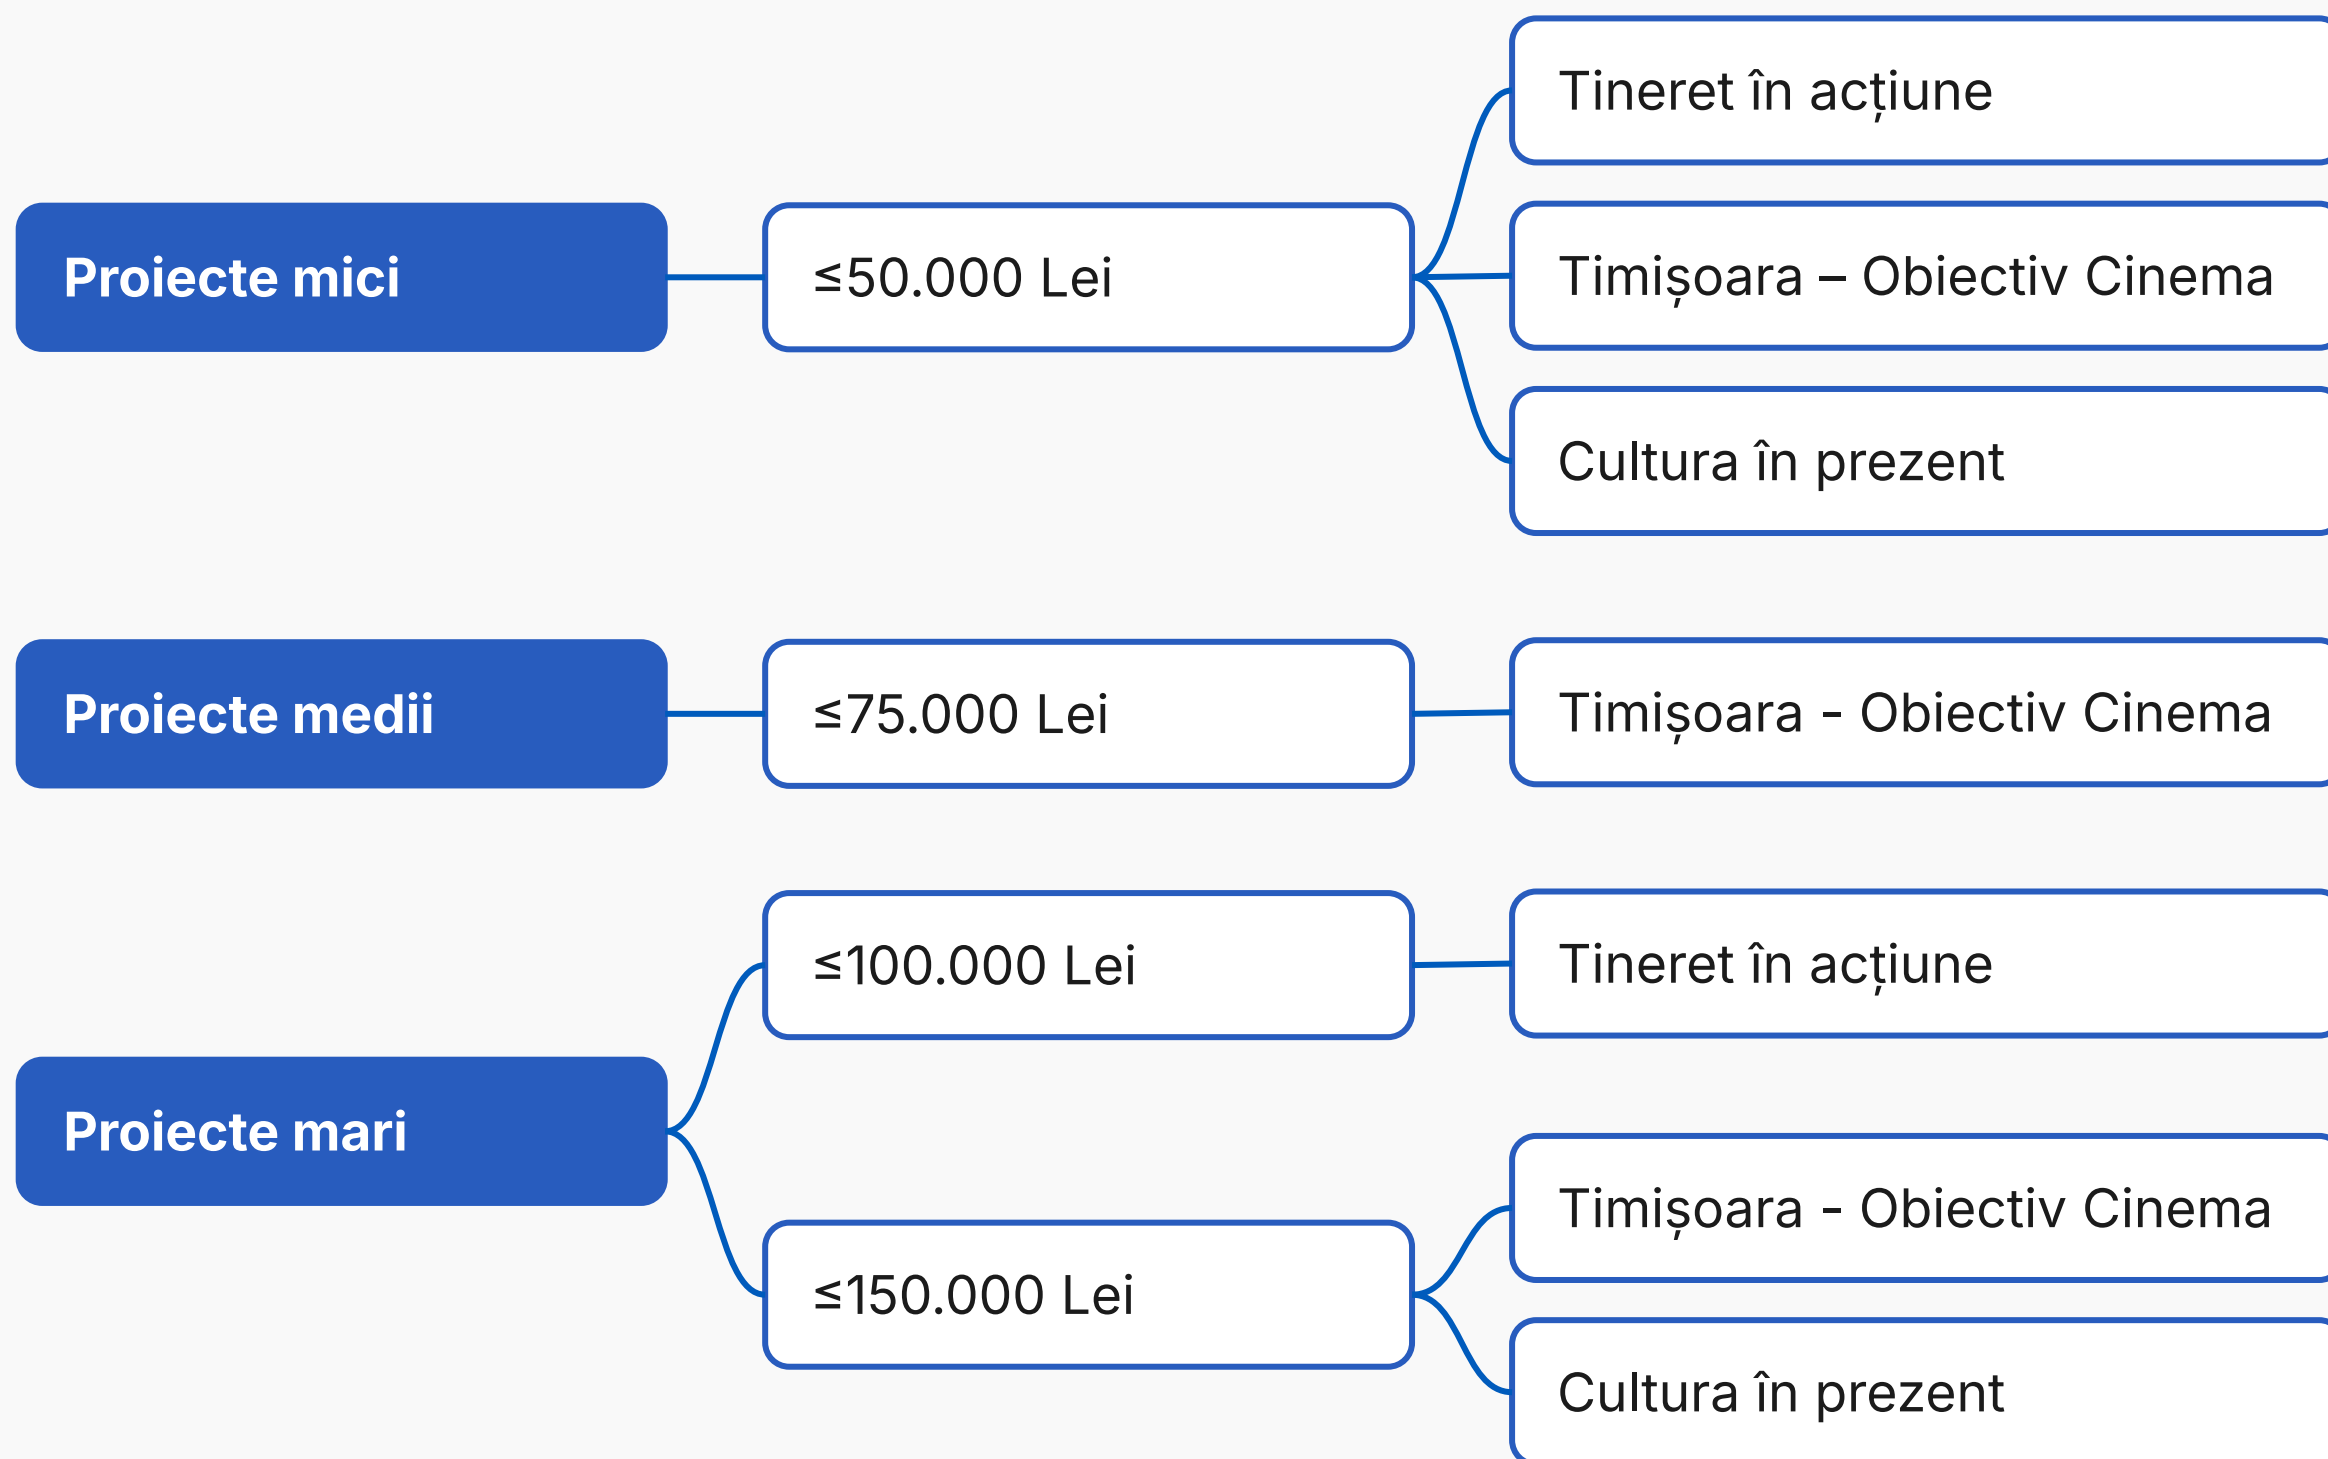 Proiecte mici
≤50.000 Lei
Tineret în acțiune
Timișoara – Obiectiv Cinema
Cultura în prezent
Proiecte medii
≤75.000 Lei
Timișoara - Obiectiv Cinema
Proiecte mari
≤100.000 Lei
Tineret în acțiune
≤150.000 Lei
Timișoara - Obiectiv Cinema
Cultura în prezent